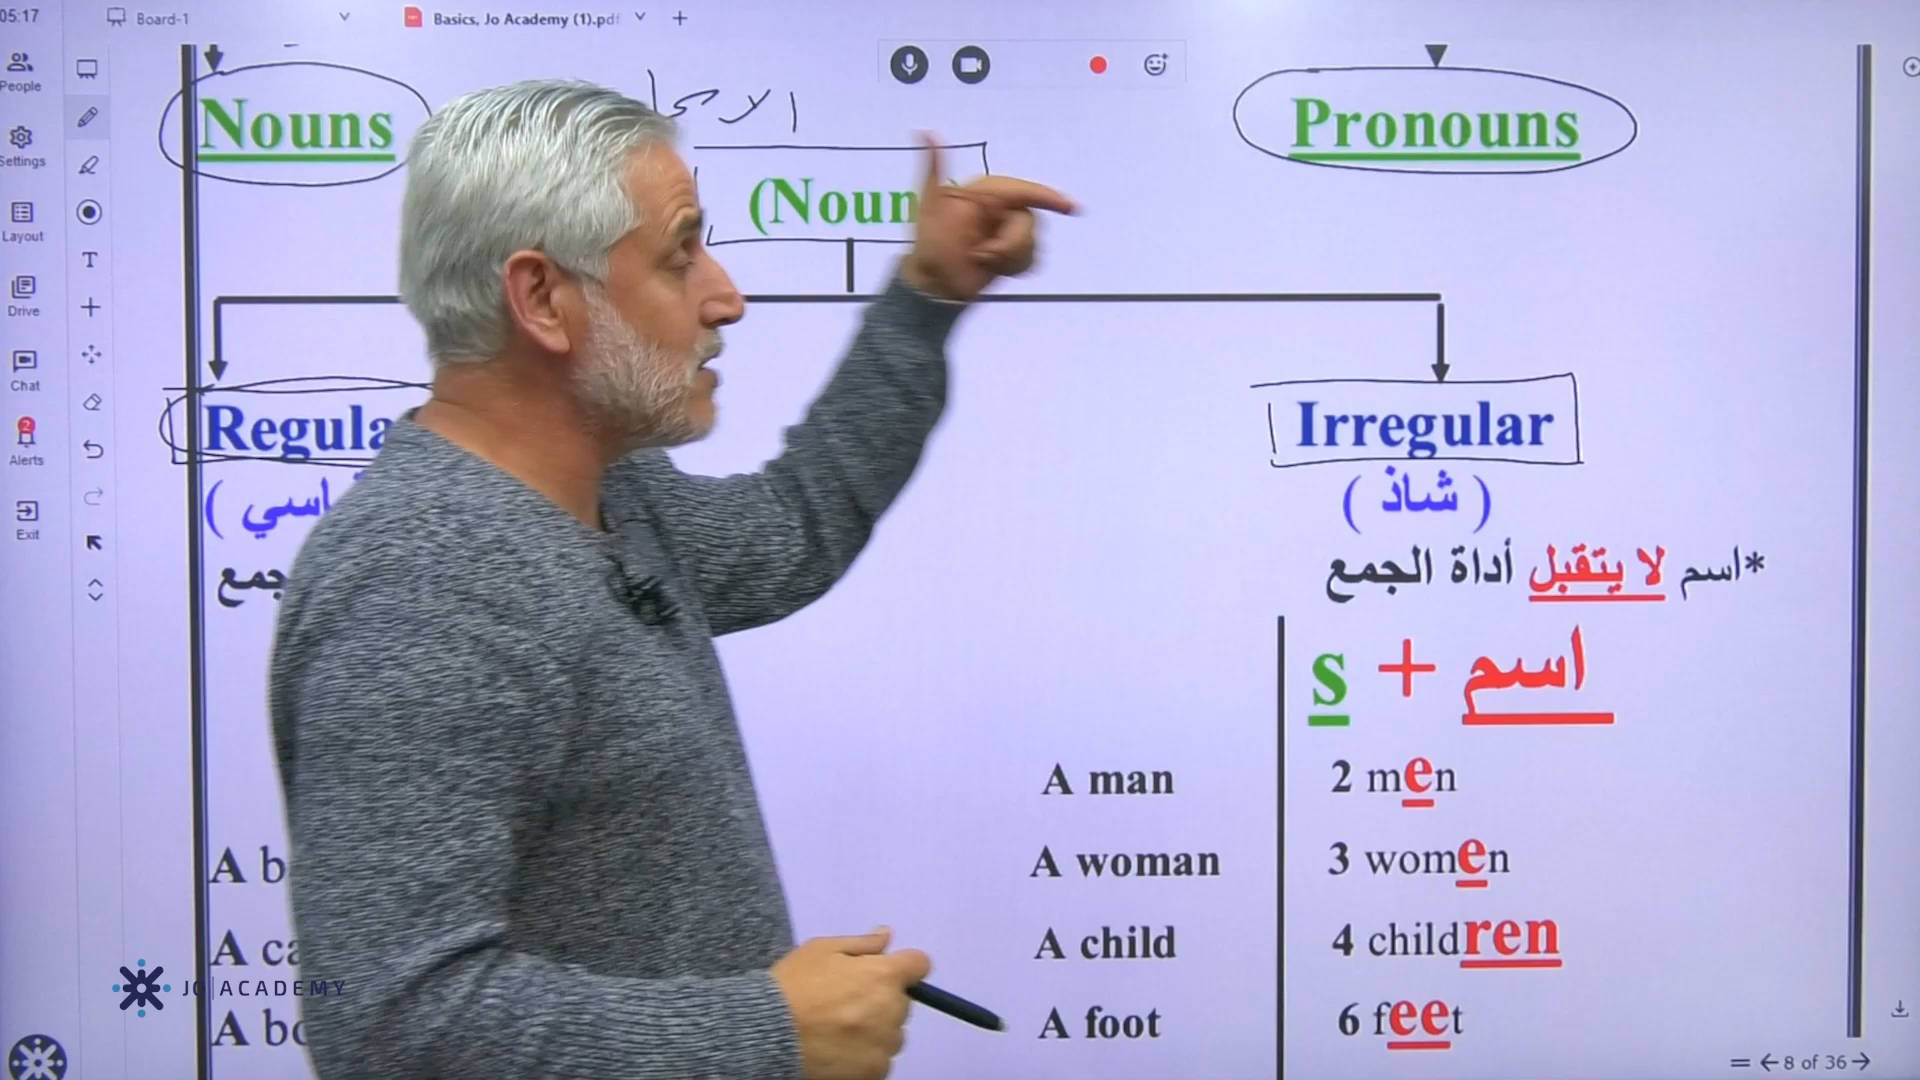 05:17
Board-1
Basics, Jo Academy (1).pdf
People
Settings
Layout
Drive
Chat
2
Alerts
Exit
T
Nouns
Pronouns
(Noun
Irregular
( شاذ )
*اسم لا يتقبل أداة الجمع
s + اسم
A man
2 men
A woman
3 women
A child
4 children
A foot
6 feet
A
A
A
JO ACADEMY
8 of 36